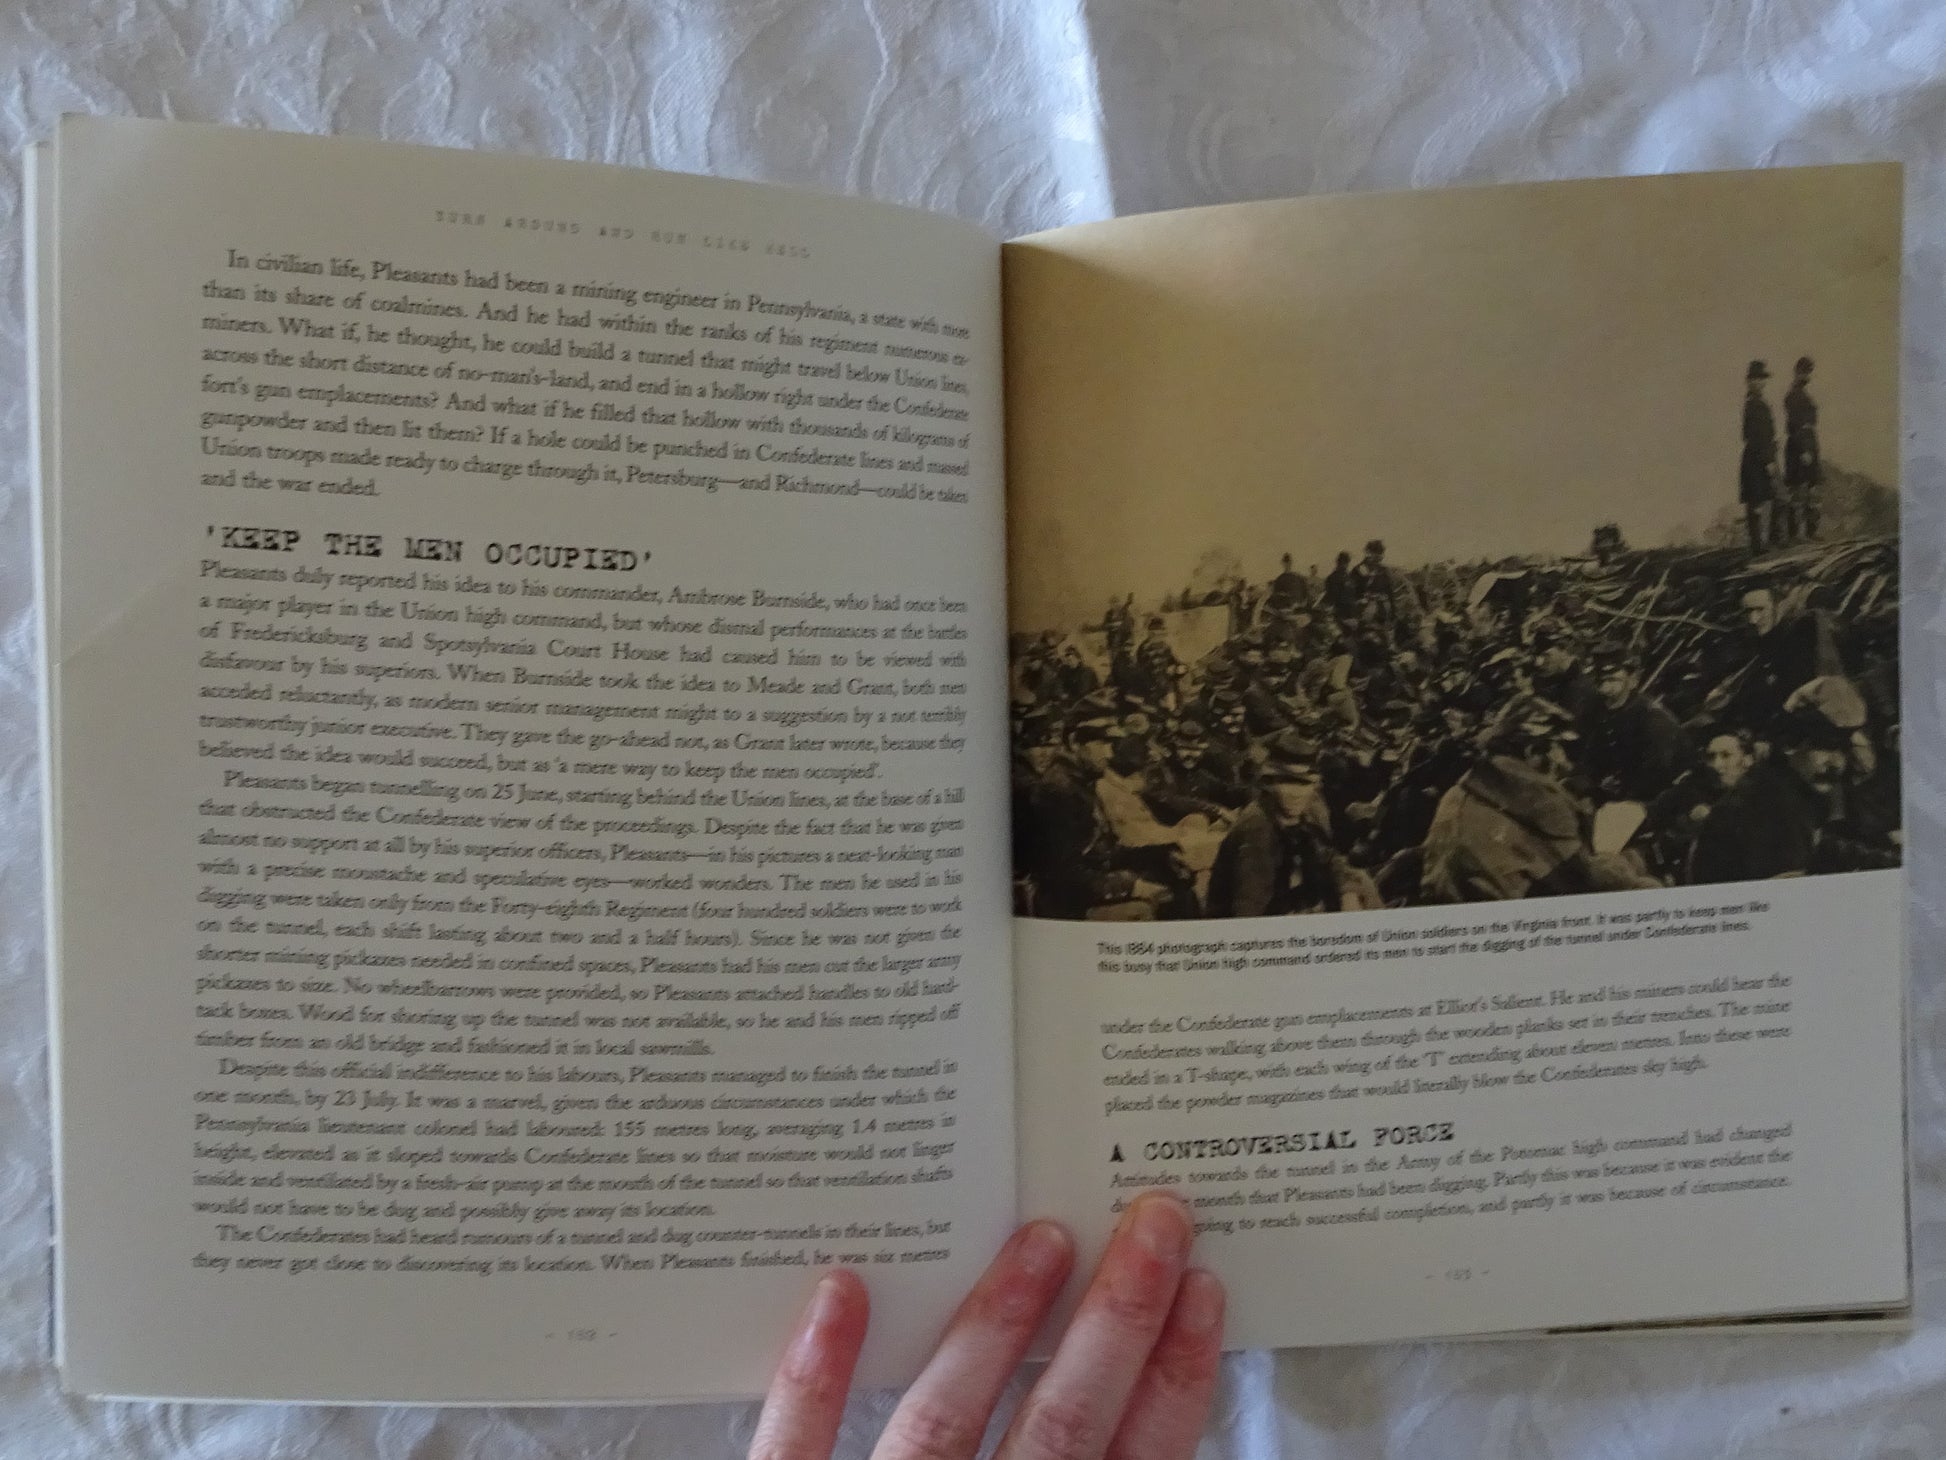 TURN AROUND AND RUN LIKE HELL
In civilian life, Pleasants had been a mining engineer in Pennsylvania, a state with more
than its share of coalmines. And he had within the ranks of his regiment numerous ex-
miners. What if, he thought, he could build a tunnel that might travel below Union lines,
across the short distance of no-man's-land, and end in a hollow right under the Confederate
fort's gun emplacements? And what if he filled that hollow with thousands of kilograms of
gunpowder and then lit them? If a hole could be punched in Confederate lines and massed
Union troops made ready to charge through it, Petersburg—and Richmond—could be taken
and the war ended.
'KEEP THE MEN OCCUPIED'
Pleasants duly reported his idea to his commander, Ambrose Burnside, who had once been
a major player in the Union high command, but whose dismal performances at the battles
of Fredericksburg and Spotsylvania Court House had caused him to be viewed with
disfavour by his superiors. When Burnside took the idea to Meade and Grant, both men
acceded reluctantly, as modern senior management might to a suggestion by a not terribly
trustworthy junior executive. They gave the go-ahead not, as Grant later wrote, because they
believed the idea would succeed, but as 'a mere way to keep the men occupied'.
Pleasants began tunnelling on 25 June, starting behind the Union lines, at the base of a hill
that obstructed the Confederate view of the proceedings. Despite the fact that he was given
almost no support at all by his superior officers, Pleasants—in his pictures a neat-looking man
with a precise moustache and speculative eyes—worked wonders. The men he used in his
digging were taken only from the Forty-eighth Regiment (four hundred soldiers were to work
on the tunnel, each shift lasting about two and a half hours). Since he was not given the
shorter mining pickaxes needed in confined spaces, Pleasants had his men cut the larger army
pickaxes to size. No wheelbarrows were provided, so Pleasants attached handles to old hard-
tack boxes. Wood for shoring up the tunnel was not available, so he and his men ripped off
timber from an old bridge and fashioned it in local sawmills.
Despite this official indifference to his labours, Pleasants managed to finish the tunnel in
one month, by 23 July. It was a marvel, given the arduous circumstances under which the
Pennsylvania lieutenant colonel had laboured: 155 metres long, averaging 1.4 metres in
height, elevated as it sloped towards Confederate lines so that moisture would not linger
inside and ventilated by a fresh-air pump at the mouth of the tunnel so that ventilation shafts
would not have to be dug and possibly give away its location.
The Confederates had heard rumours of a tunnel and dug counter-tunnels in their lines, but
they never got close to discovering its location. When Pleasants finished, he was six metres
This 1864 photograph captures the boredom of Union soldiers on the Virginia front. It was partly to keep men like
this busy that Union high command ordered its men to start the digging of the tunnel under Confederate lines.
under the Confederate gun emplacements at Elliot's Salient. He and his miners could hear the
Confederates walking above them through the wooden planks set in their trenches. The mine
ended in a T-shape, with each wing of the 'T' extending about eleven metres. Into these were
placed the powder magazines that would literally blow the Confederates sky high.
A CONTROVERSIAL FORCE
Attitudes towards the tunnel in the Army of the Potomac high command had changed
month that Pleasants had been digging. Partly this was because it was evident the
going to reach successful completion, and partly it was because of circumstance.